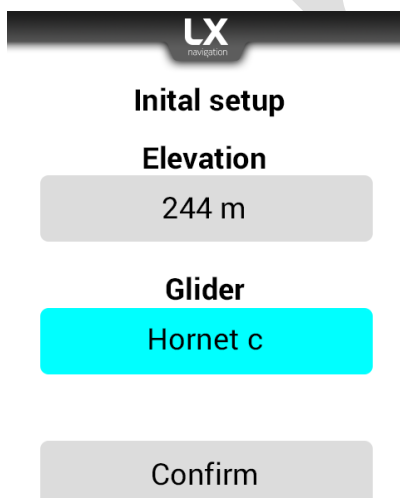 LX
navigation
Inital setup
Elevation
244 m
Glider
Hornet c
Confirm